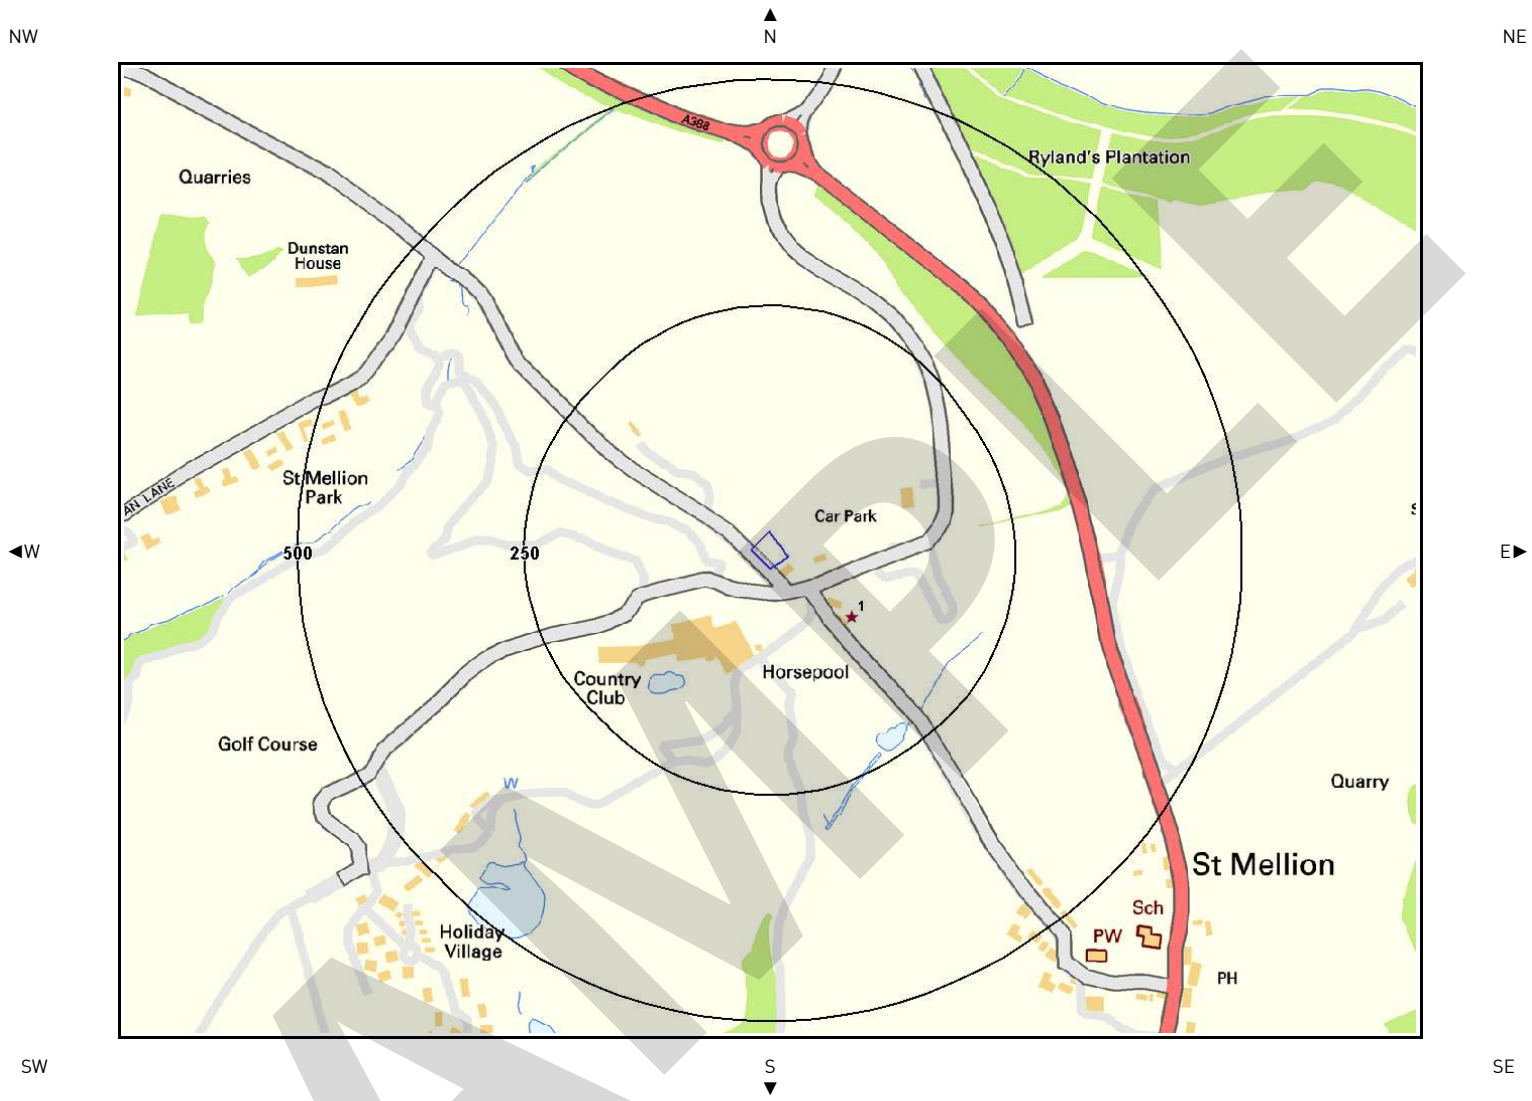 NW
▲
N
NE
A388
Ryland's Plantation
Quarries
Dunstan
House
St Mellion
Park
AN LANE
Car Park
◄W
500
250
E►
1
Horsepool
Country
Club
Golf Course
W
Quarry
St Mellion
Sch
PW
Holiday
Village
PH
SW
S
▼
SE
AMPLE